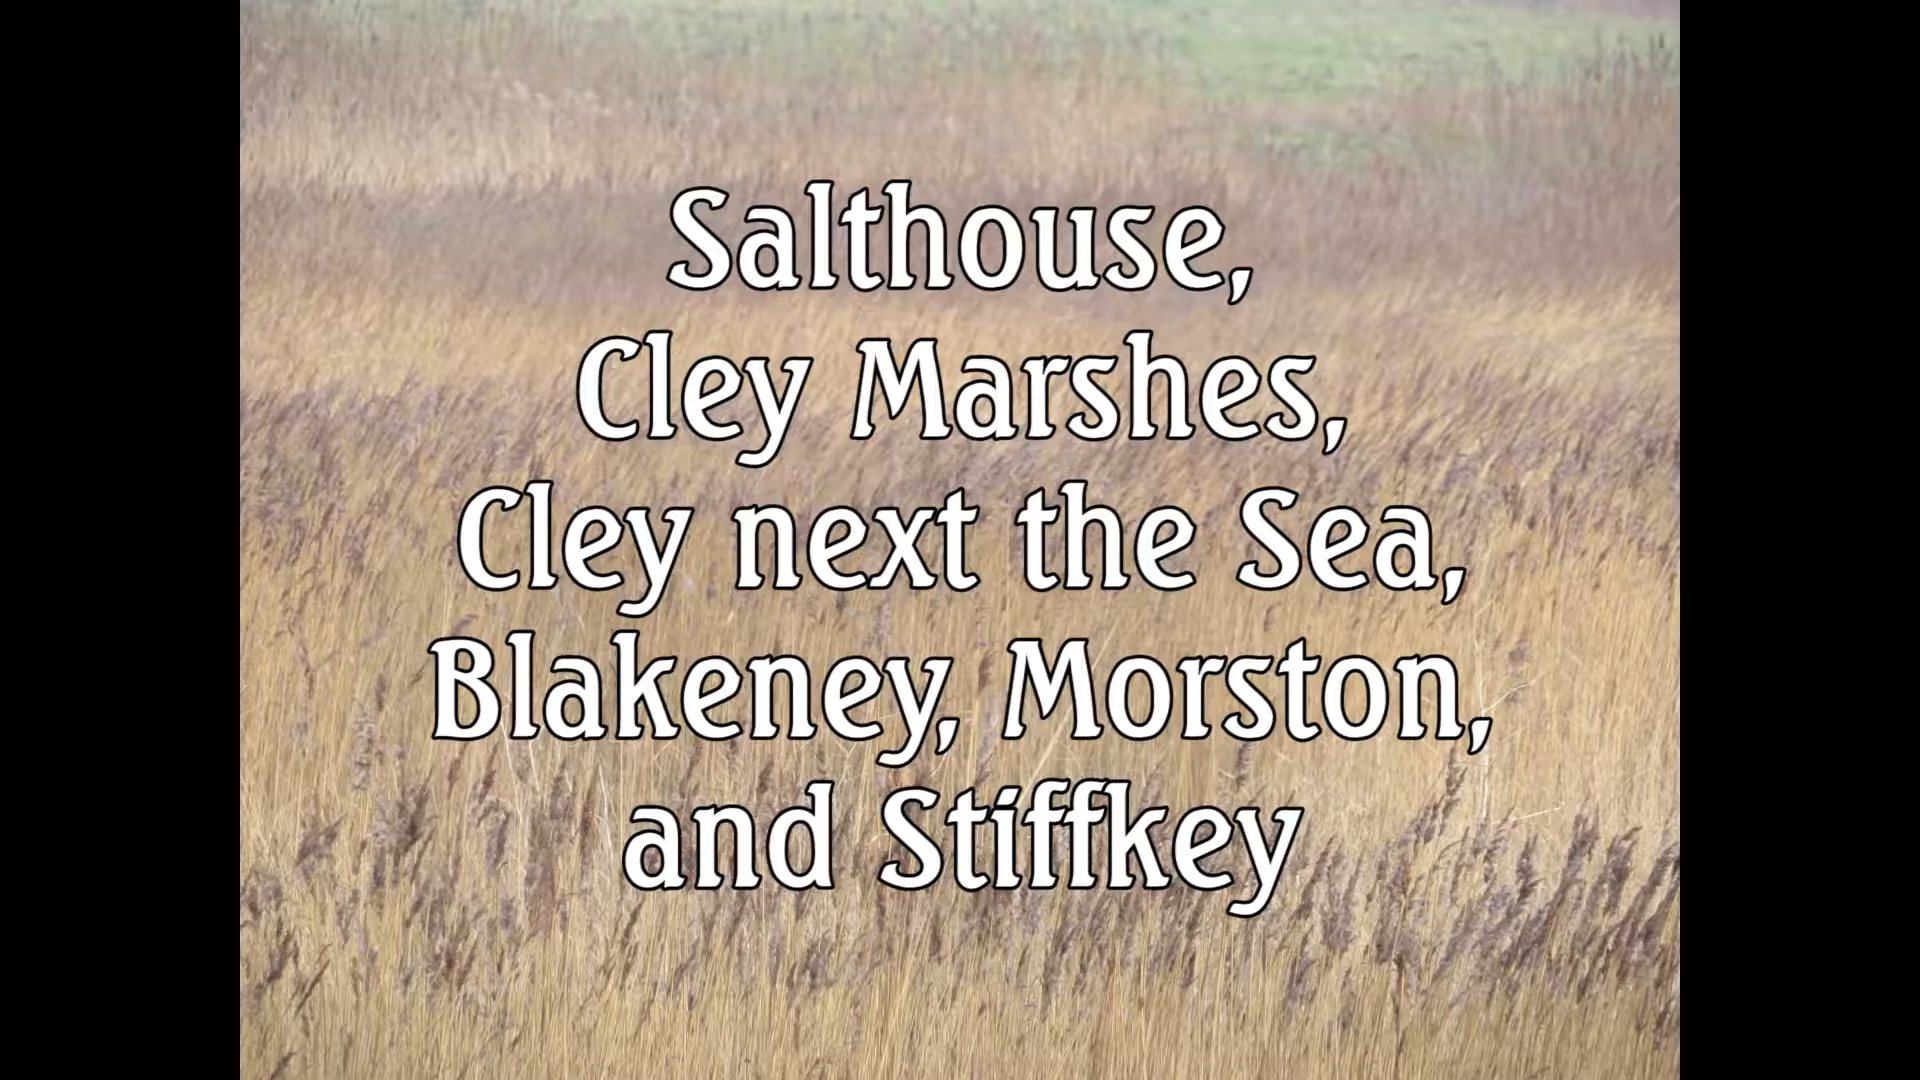 Salthouse,
Cley Marshes,
Cley next the Sea,
Blakeney, Morston,
and Stiffkey